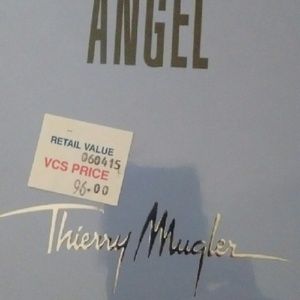 ANGEL
RETAIL VALUE
060415
VCS PRICE
96.00
Thierry Mugler